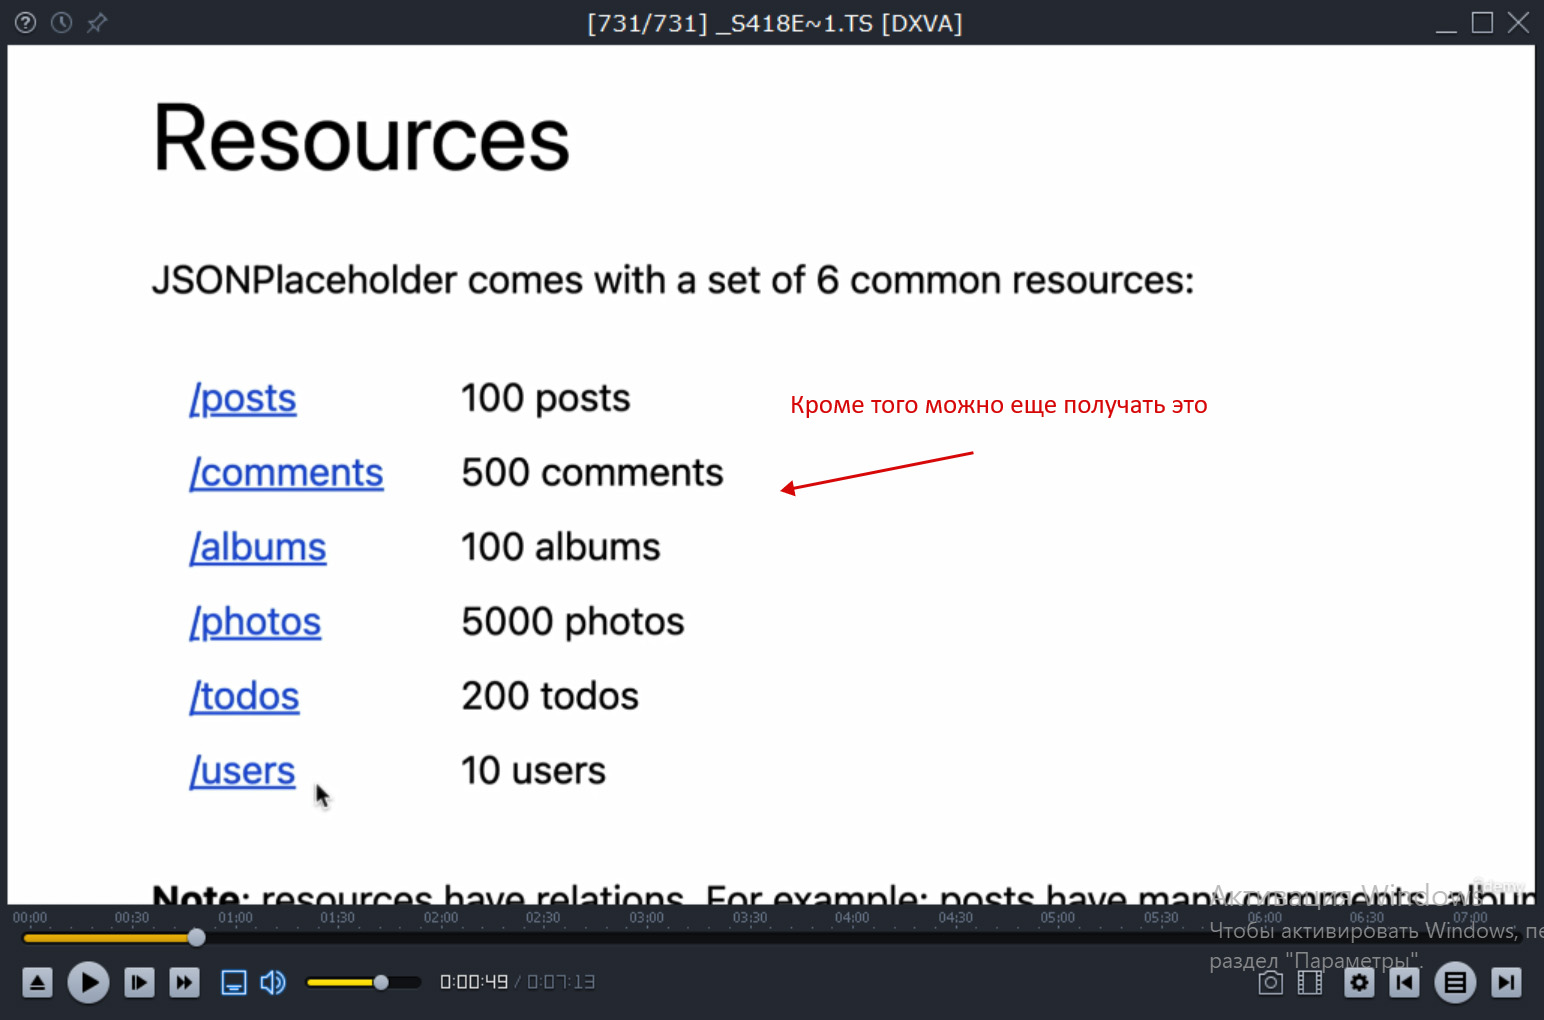 [731/731] _S418E~1.TS [DXVA]
Resources
JSONPlaceholder comes with a set of 6 common resources:
/posts 100 posts
Кроме того можно еще получать это
/comments 500 comments
/albums 100 albums
/photos 5000 photos
/todos 200 todos
/users 10 users
Note: resources have relations. For example: posts have many comments, albums
Udemy
Активация Windows
00:00 00:30 01:00 01:30 02:00 02:30 03:00 03:30 04:00 04:30 05:00 05:30 06:00 06:30 07:00
Чтобы активировать Windows, пе
раздел "Параметры".
0:00:49 / 0:07:13